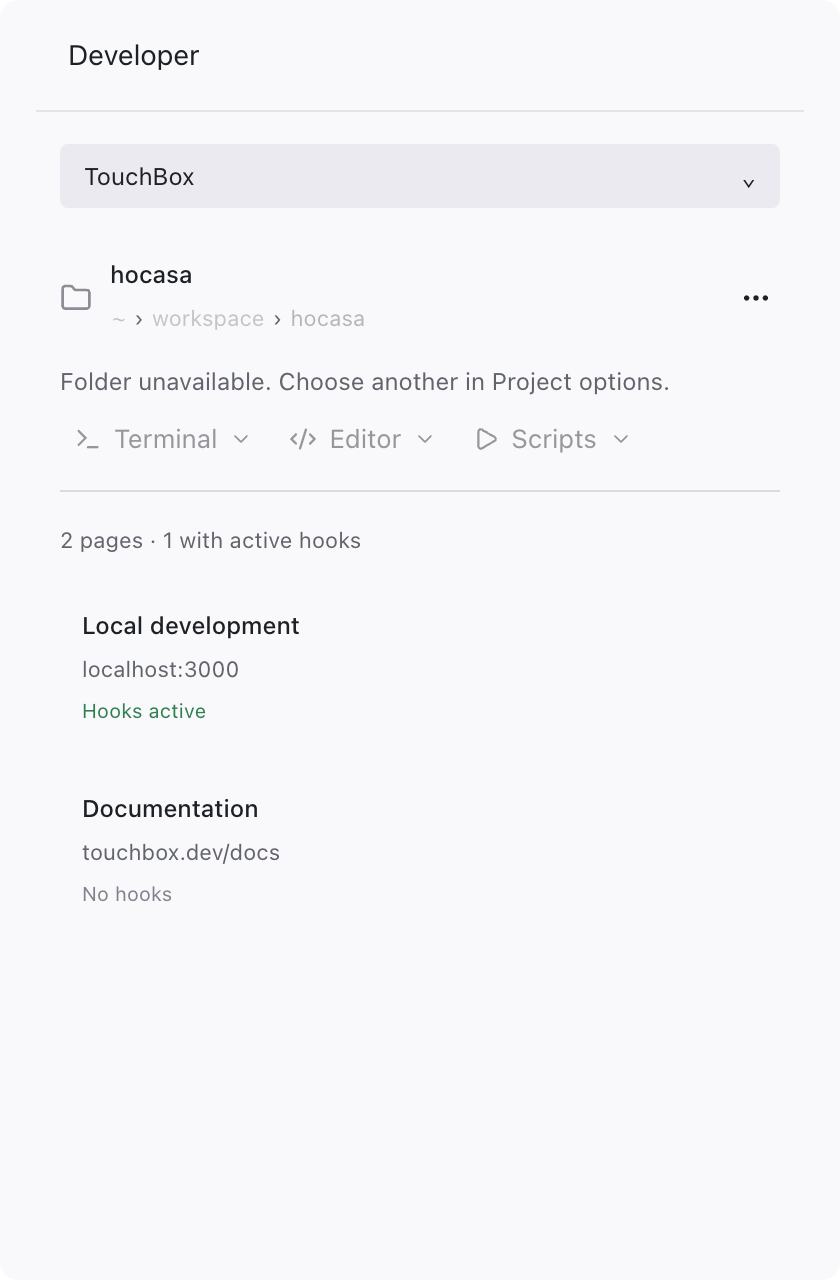 Developer
TouchBox
hocasa
~ › workspace › hocasa
Folder unavailable. Choose another in Project options.
Terminal Editor Scripts
2 pages · 1 with active hooks
Local development
localhost:3000
Hooks active
Documentation
touchbox.dev/docs
No hooks